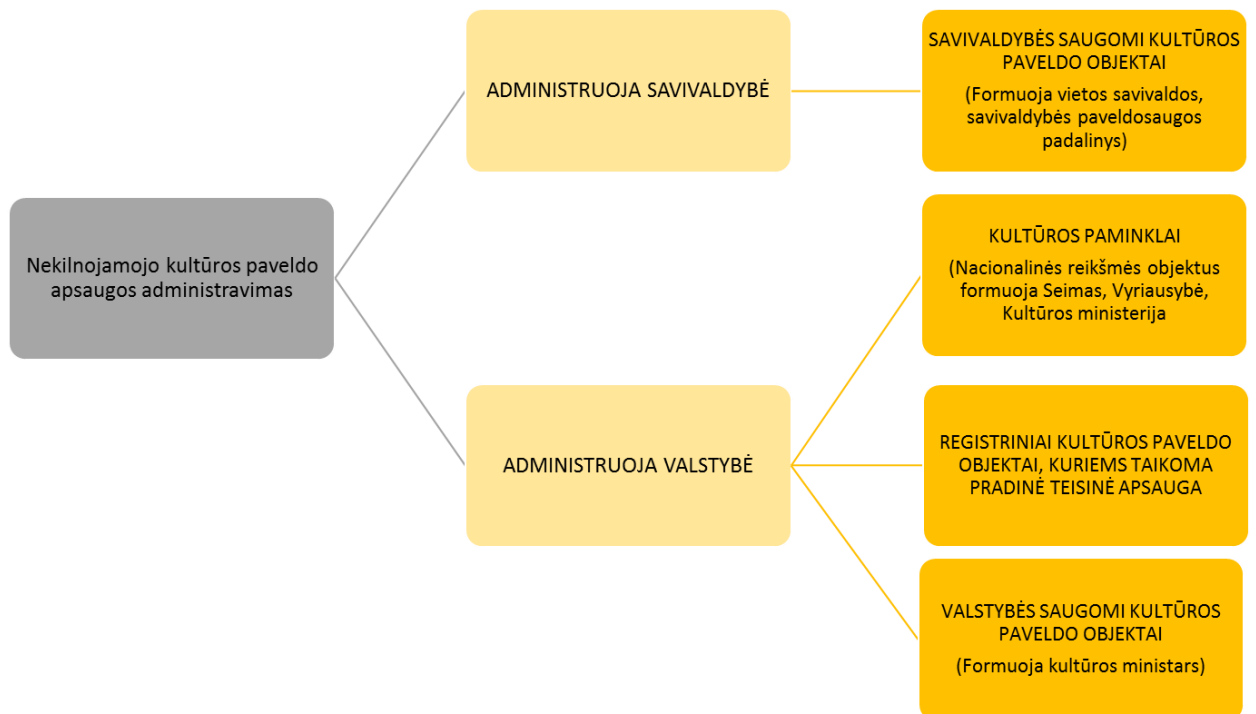 Nekilnojamojo kultūros paveldo
apsaugos administravimas
ADMINISTRUOJA SAVIVALDYBĖ
SAVIVALDYBĖS SAUGOMI KULTŪROS
PAVELDO OBJEKTAI
(Formuoja vietos savivaldos,
savivaldybės paveldosaugos
padalinys)
ADMINISTRUOJA VALSTYBĖ
KULTŪROS PAMINKLAI
(Nacionalinės reikšmės objektus
formuoja Seimas, Vyriausybė,
Kultūros ministerija
REGISTRINIAI KULTŪROS PAVELDO
OBJEKTAI, KURIEMS TAIKOMA
PRADINĖ TEISINĖ APSAUGA
VALSTYBĖS SAUGOMI KULTŪROS
PAVELDO OBJEKTAI
(Formuoja kultūros ministars)